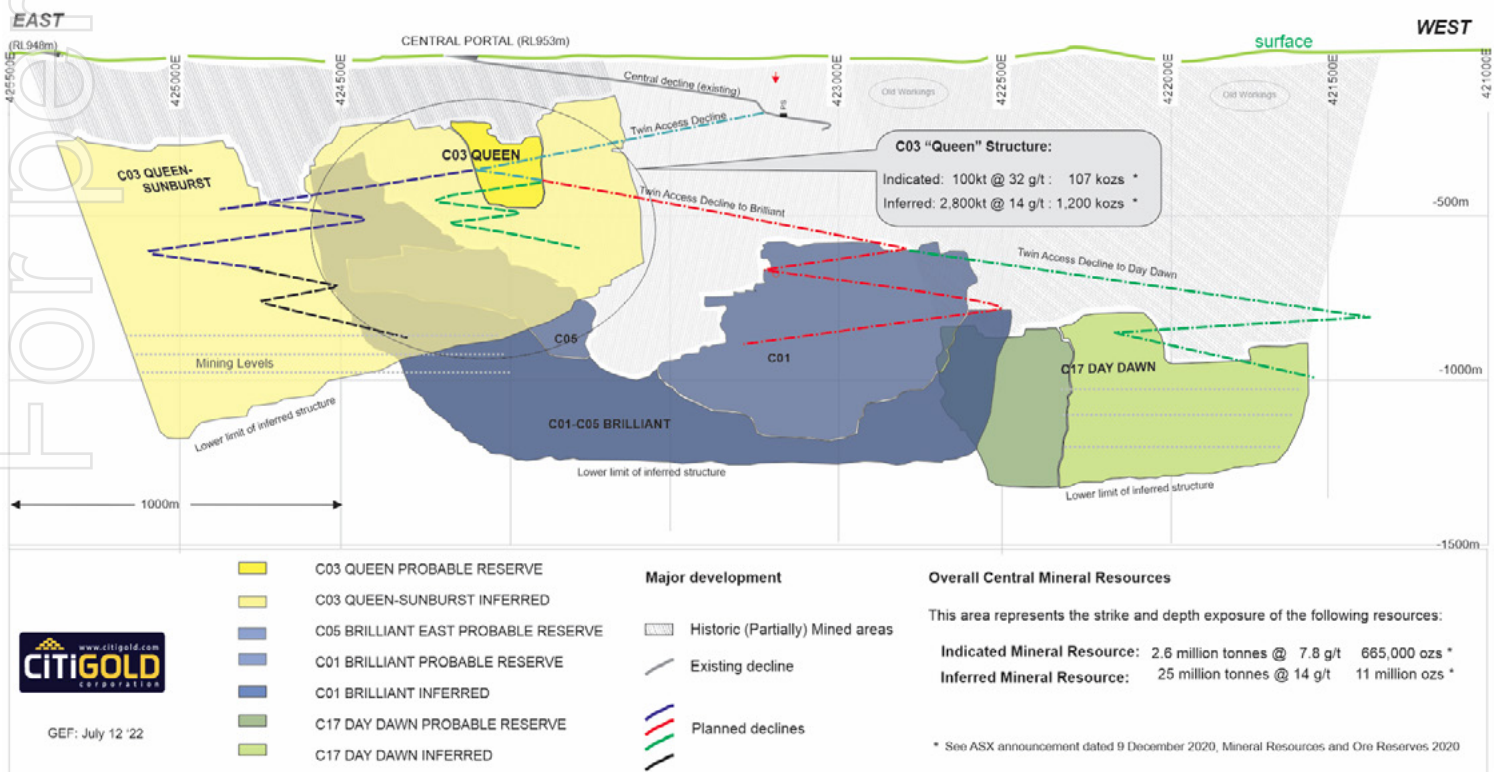 For per
EAST
WEST
(RL948m)
CENTRAL PORTAL (RL953m)
surface
425500E
425000E
424500E
423000E
422500E
422000E
421500E
421000E
Central decline (existing)
PS
Old Workings
Old Workings
Twin Access Decline
C03 QUEEN
C03 QUEEN-
SUNBURST
C03 "Queen" Structure:
Indicated: 100kt @ 32 g/t : 107 kozs *
Inferred: 2,800kt @ 14 g/t : 1,200 kozs *
Twin Access Decline to Brilliant
-500m
Twin Access Decline to Day Dawn
C05
C01
Mining Levels
C17 DAY DAWN
-1000m
Lower limit of inferred structure
C01-C05 BRILLIANT
Lower limit of inferred structure
Lower limit of inferred structure
1000m
-1500m
C03 QUEEN PROBABLE RESERVE
C03 QUEEN-SUNBURST INFERRED
C05 BRILLIANT EAST PROBABLE RESERVE
C01 BRILLIANT PROBABLE RESERVE
C01 BRILLIANT INFERRED
C17 DAY DAWN PROBABLE RESERVE
C17 DAY DAWN INFERRED
Major development
Historic (Partially) Mined areas
Existing decline
Planned declines
Overall Central Mineral Resources
This area represents the strike and depth exposure of the following resources:
Indicated Mineral Resource: 2.6 million tonnes @ 7.8 g/t 665,000 ozs *
Inferred Mineral Resource: 25 million tonnes @ 14 g/t 11 million ozs *
* See ASX announcement dated 9 December 2020, Mineral Resources and Ore Reserves 2020
www.citigold.com
CITIGOLD
corporation
GEF: July 12 '22